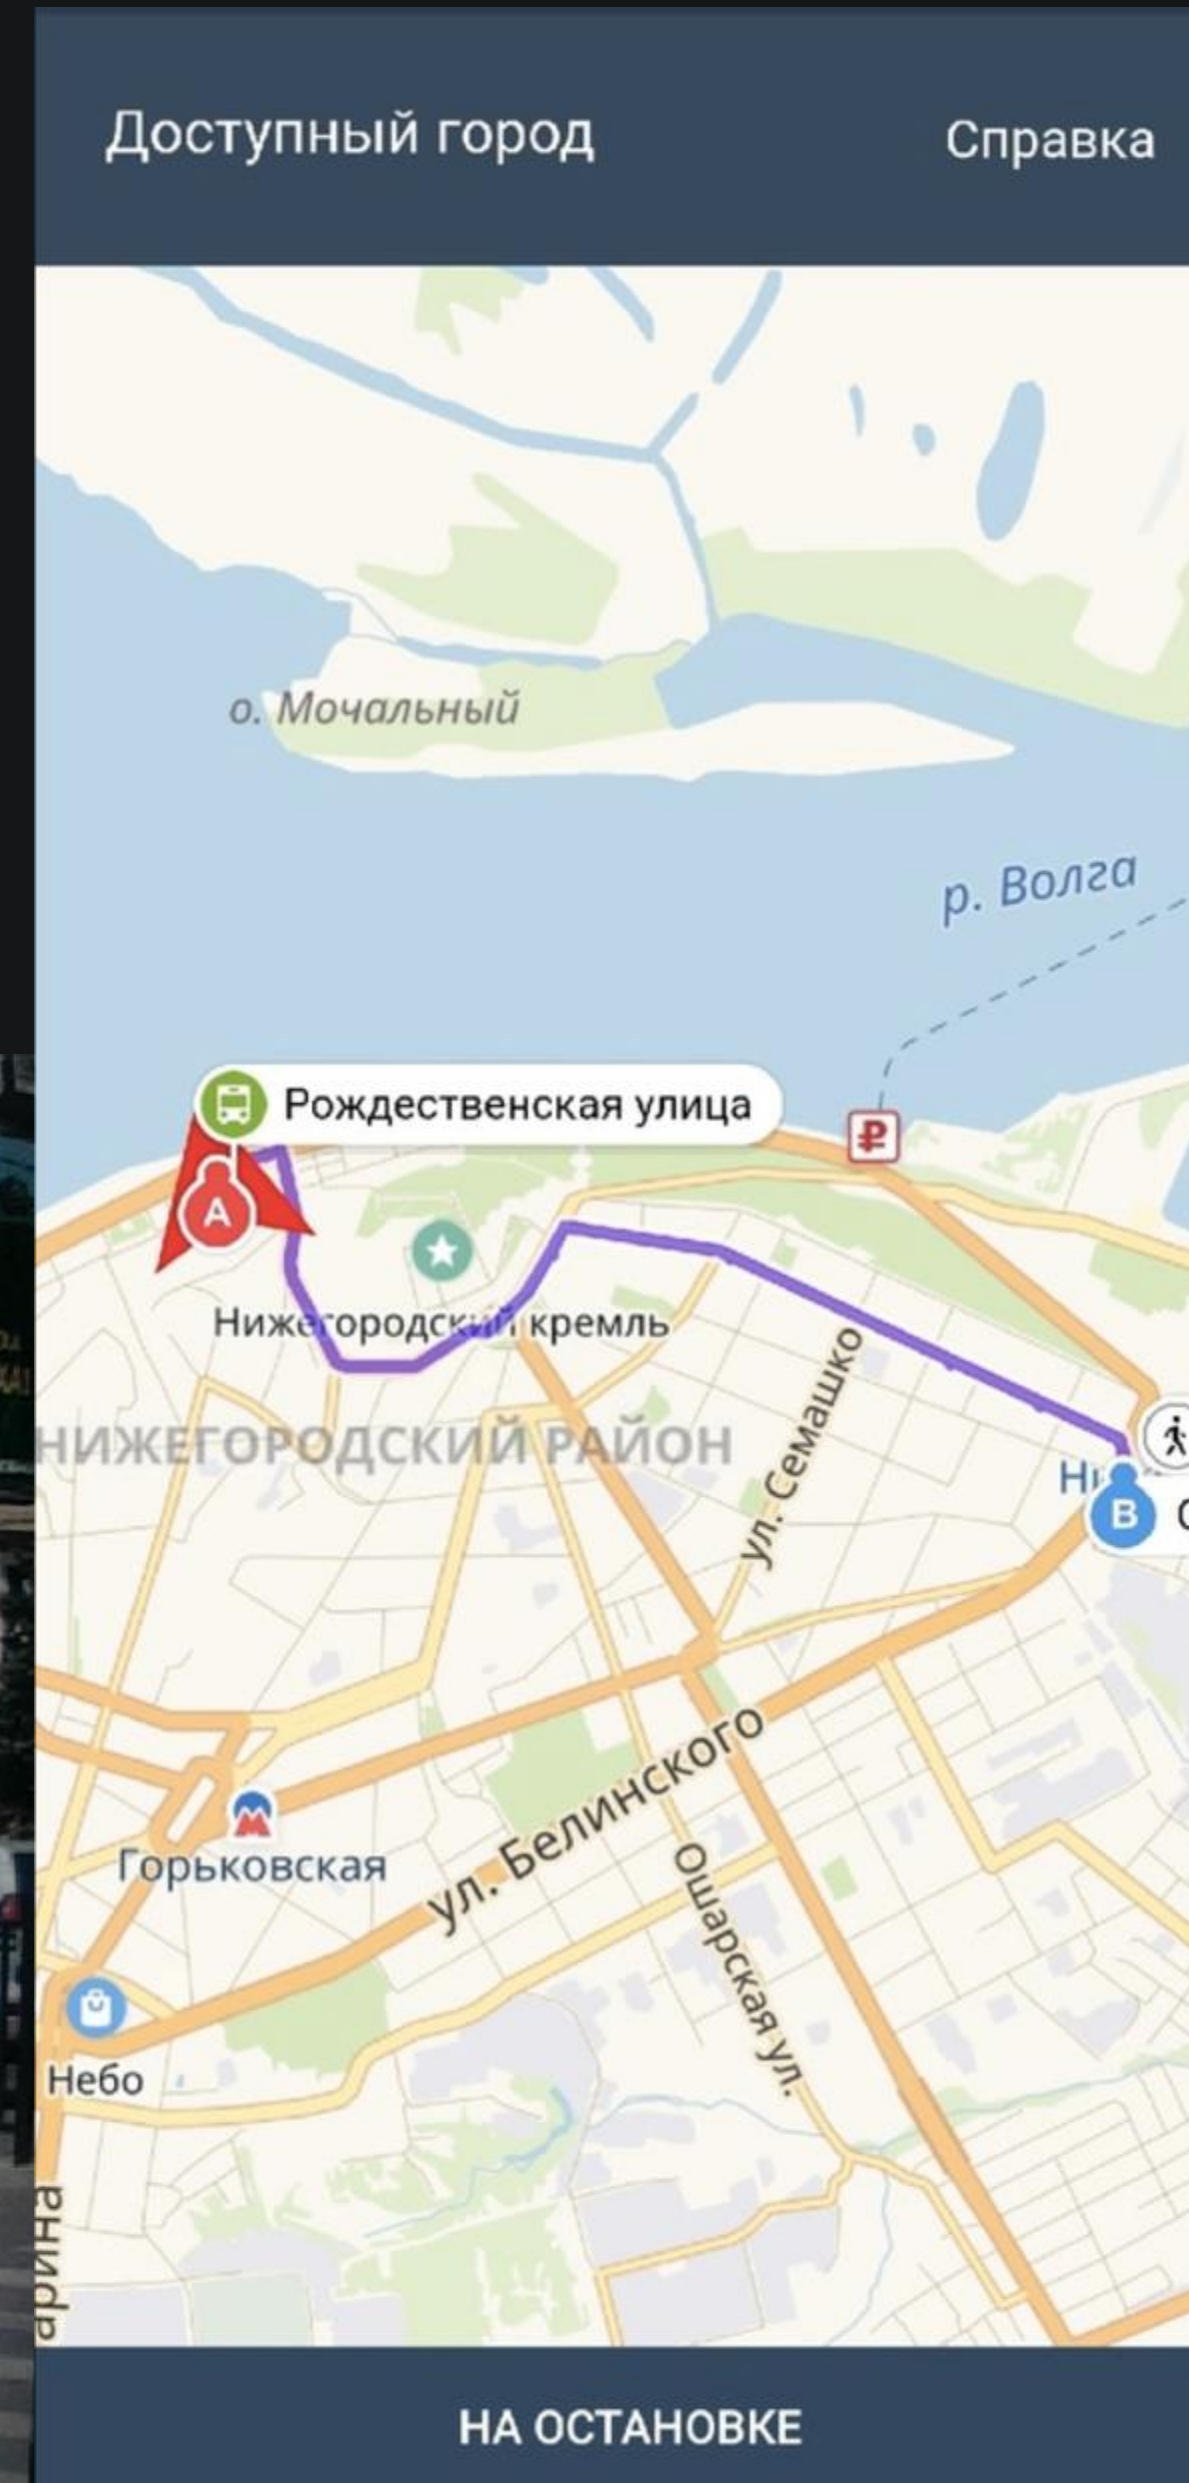 Доступный город
Справка
о. Мочальный
р. Волга
Рождественская улица
₽
А
Нижегородский кремль
НИЖЕГОРОДСКИЙ РАЙОН
ул. Семашко
B
ул. Белинского
Горьковская
Ошарская ул.
Небо
НА ОСТАНОВКЕ